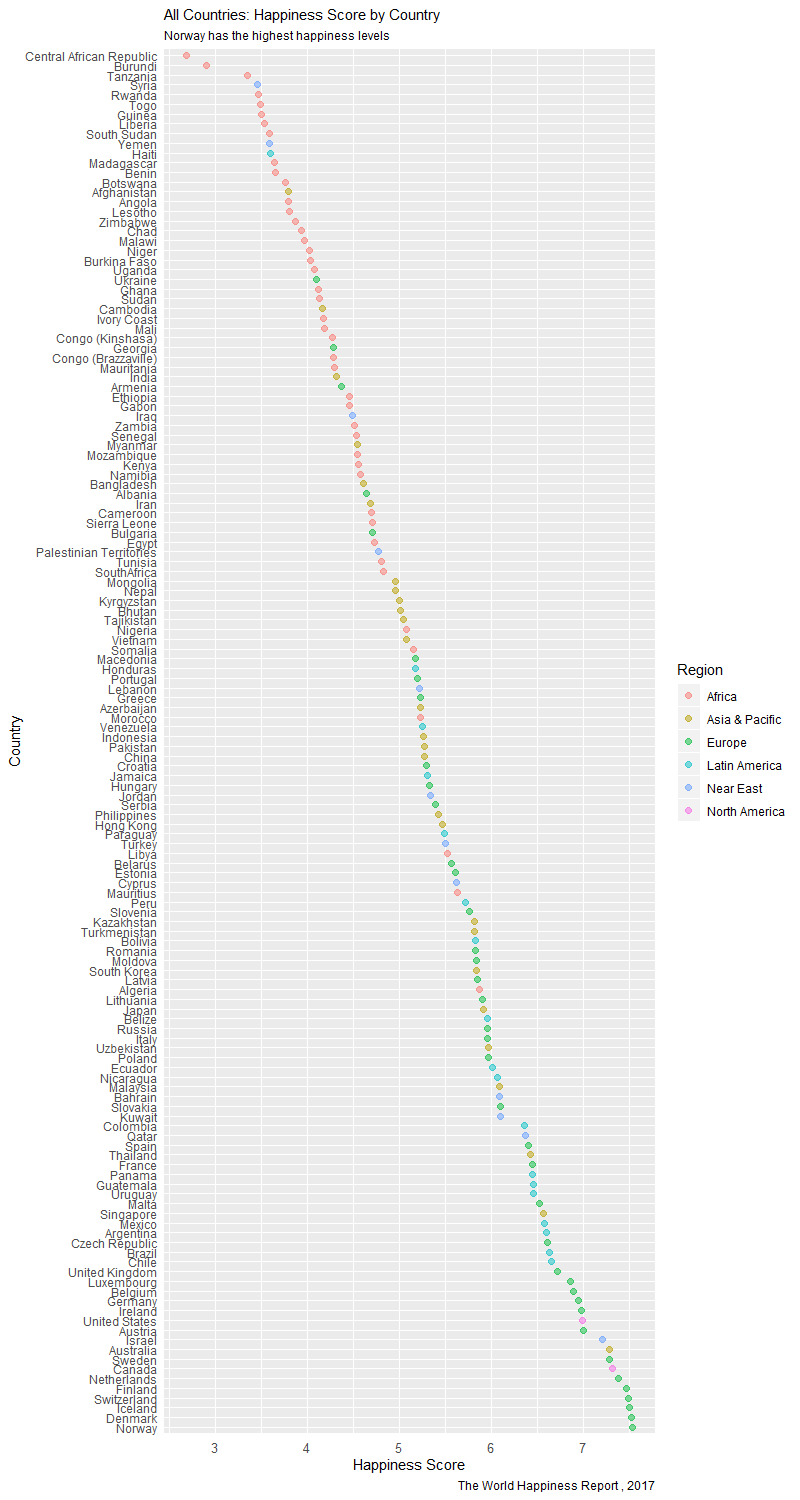 All Countries: Happiness Score by Country
Norway has the highest happiness levels
Central African Republic
Burundi
Tanzania
Syria
Rwanda
Togo
Guinea
Liberia
South Sudan
Yemen
Haiti
Madagascar
Benin
Botswana
Afghanistan
Angola
Lesotho
Zimbabwe
Chad
Malawi
Niger
Burkina Faso
Uganda
Ukraine
Ghana
Sudan
Cambodia
Ivory Coast
Mali
Congo (Kinshasa)
Georgia
Congo (Brazzaville)
Mauritania
India
Armenia
Ethiopia
Gabon
Iraq
Zambia
Senegal
Myanmar
Mozambique
Kenya
Namibia
Bangladesh
Albania
Iran
Cameroon
Sierra Leone
Bulgaria
Egypt
Palestinian Territories
Tunisia
SouthAfrica
Mongolia
Nepal
Kyrgyzstan
Bhutan
Tajikistan
Nigeria
Vietnam
Somalia
Macedonia
Honduras
Portugal
Lebanon
Greece
Azerbaijan
Morocco
Venezuela
Indonesia
Pakistan
China
Croatia
Jamaica
Hungary
Jordan
Serbia
Philippines
Hong Kong
Paraguay
Turkey
Libya
Belarus
Estonia
Cyprus
Mauritius
Peru
Slovenia
Kazakhstan
Turkmenistan
Bolivia
Romania
Moldova
South Korea
Latvia
Algeria
Lithuania
Japan
Belize
Russia
Italy
Uzbekistan
Poland
Ecuador
Nicaragua
Malaysia
Bahrain
Slovakia
Kuwait
Colombia
Qatar
Spain
Thailand
France
Panama
Guatemala
Uruguay
Malta
Singapore
Mexico
Argentina
Czech Republic
Brazil
Chile
United Kingdom
Luxembourg
Belgium
Germany
Ireland
United States
Austria
Israel
Australia
Sweden
Canada
Netherlands
Finland
Switzerland
Iceland
Denmark
Norway
Country
3 4 5 6 7
Happiness Score
The World Happiness Report , 2017
Region
Africa
Asia & Pacific
Europe
Latin America
Near East
North America